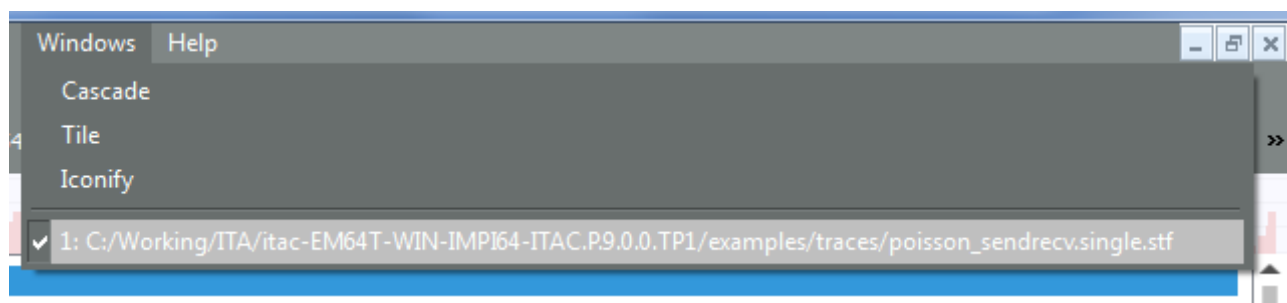 Windows Help
Cascade
Tile
Iconify
1: C:/Working/ITA/itac-EM64T-WIN-IMPI64-ITAC.P.9.0.0.TP1/examples/traces/poisson_sendrecv.single.stf